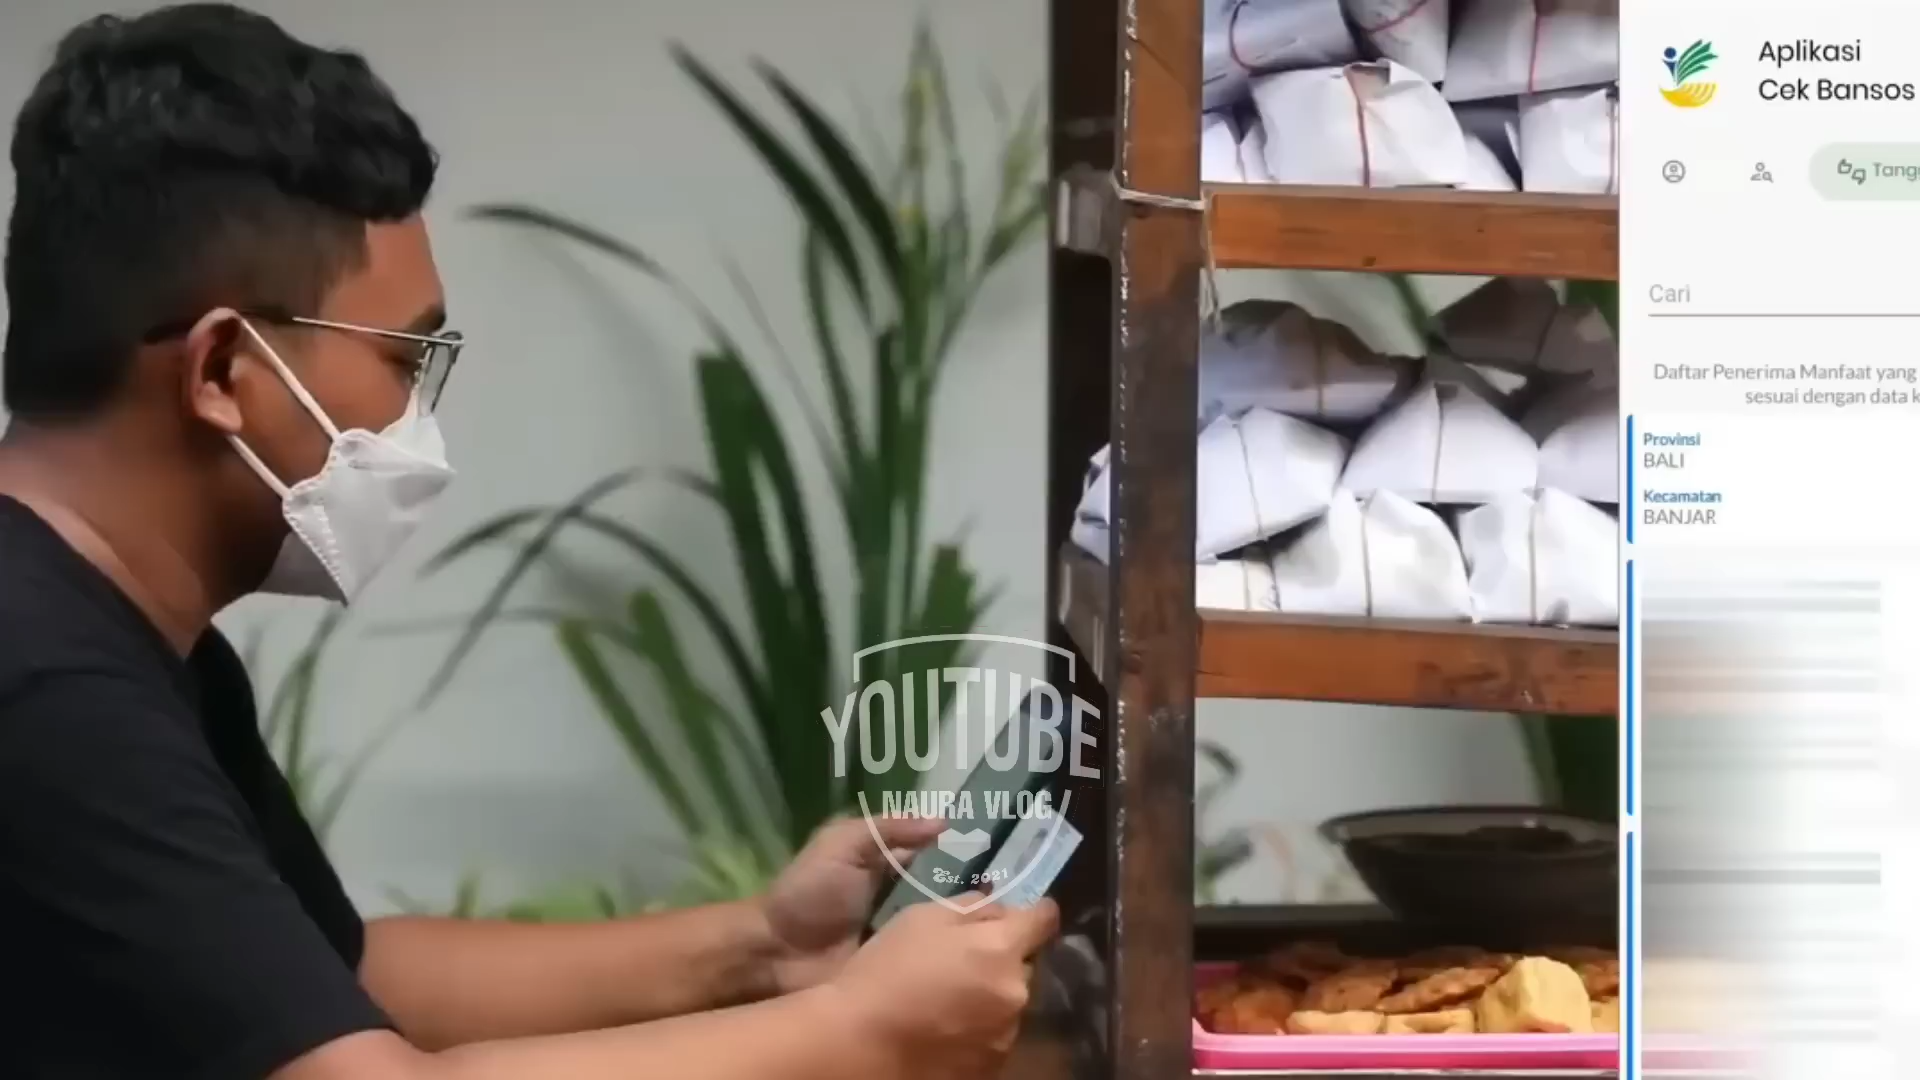 Aplikasi
Cek Bansos
Tangg
Cari
Daftar Penerima Manfaat yang
sesuai dengan data k
Provinsi
BALI
Kecamatan
BANJAR
YOUTUBE
NAURA VLOG
Est. 2021